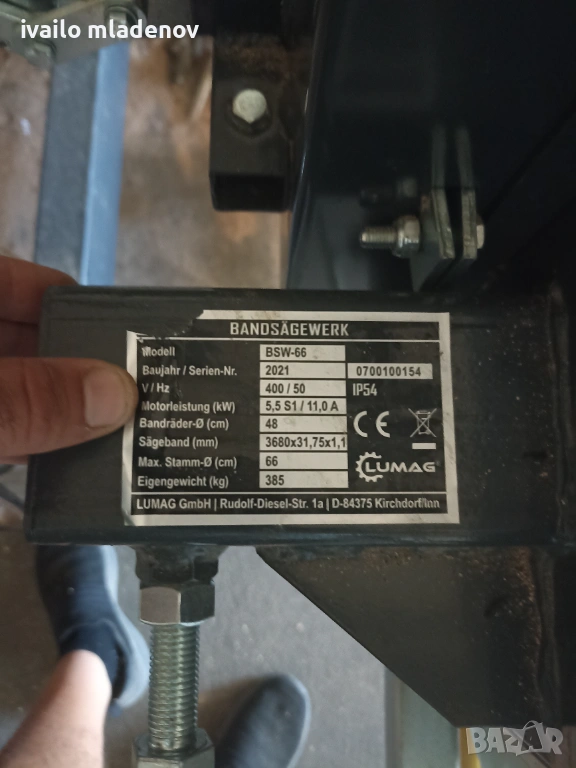 ivailo mladenov
BANDSÄGEWERK
Modell BSW-66
Baujahr / Serien-Nr. 2021 0700100154
V / Hz 400 / 50 IP54
Motorleistung (kW) 5,5 S1 / 11,0 A
Bandräder-Ø (cm) 48
Sägeband (mm) 3680x31,75x1,1
Max. Stamm-Ø (cm) 66
Eigengewicht (kg) 385
CE
LUMAG
LUMAG GmbH | Rudolf-Diesel-Str. 1a | D-84375 Kirchdorf/Inn
BAZAR